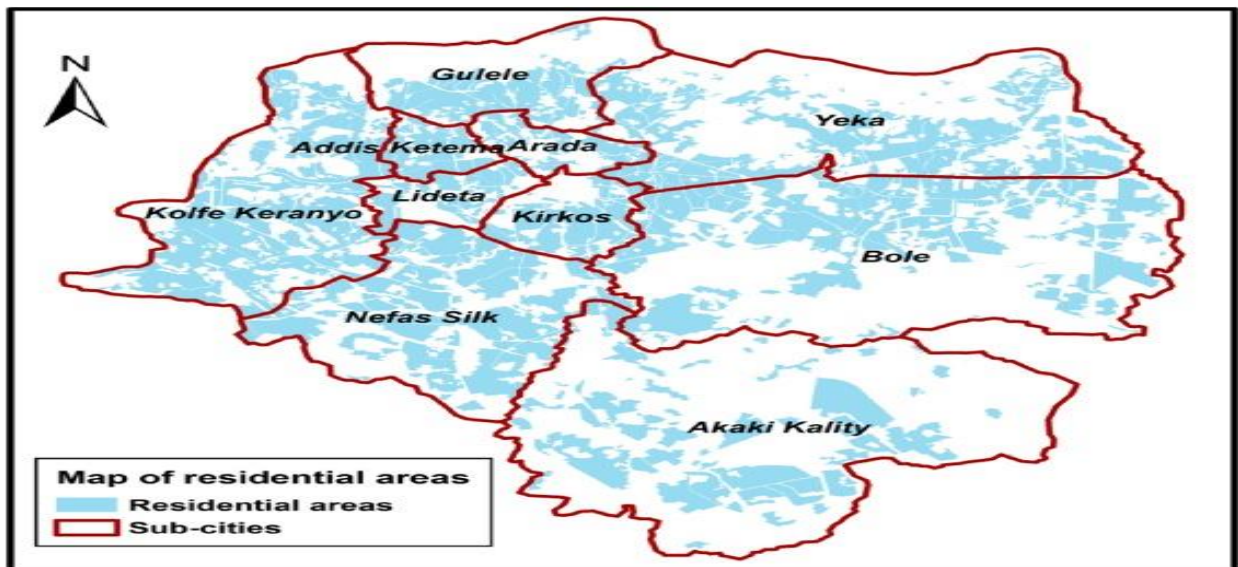 N
Gulele
Yeka
Addis Ketema
Arada
Lideta
Kolfe Keranyo
Kirkos
Bole
Nefas Silk
Akaki Kality
Map of residential areas
Residential areas
Sub-cities